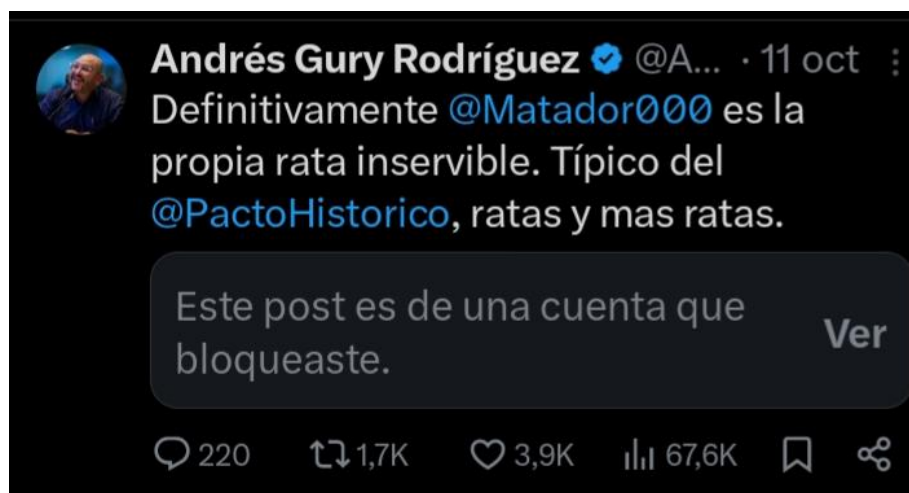 Andrés Gury Rodríguez @A... · 11 oct
Definitivamente @Matador000 es la
propia rata inservible. Típico del
@PactoHistorico, ratas y mas ratas.
Este post es de una cuenta que
bloqueaste.
Ver
220 1,7K 3,9K 67,6K